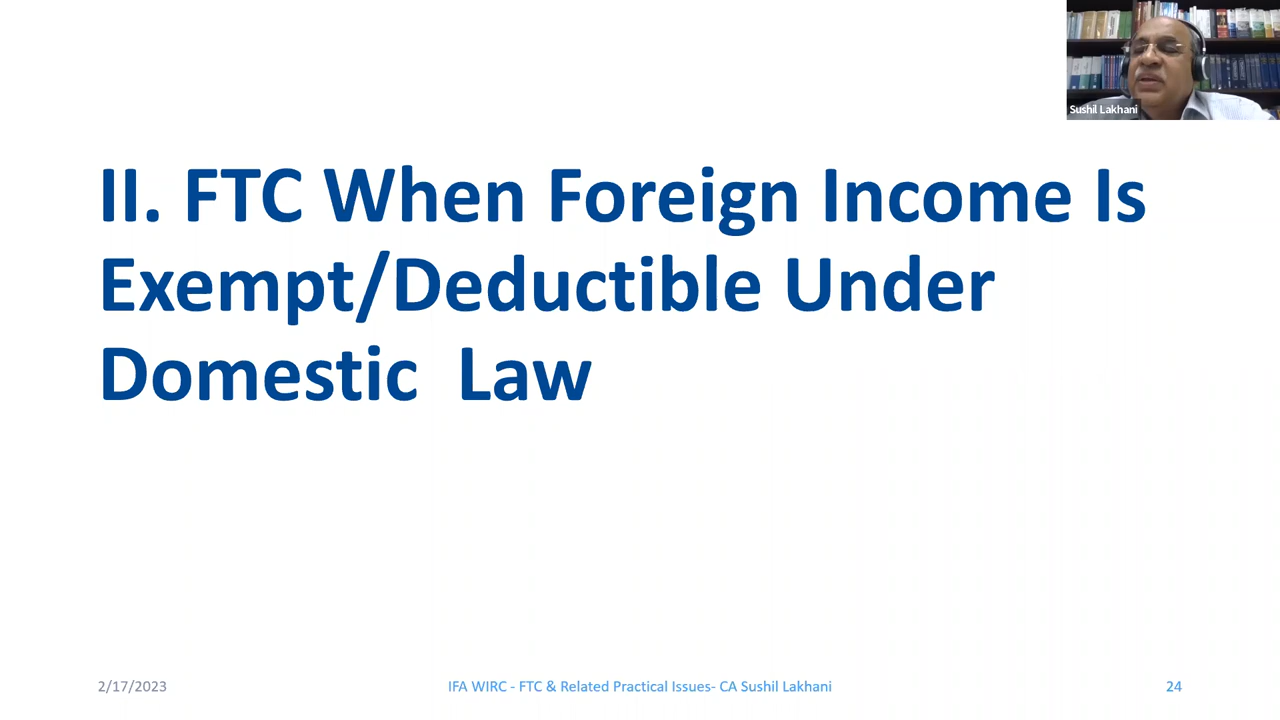 Sushil Lakhani
II. FTC When Foreign Income Is
Exempt/Deductible Under
Domestic  Law
2/17/2023
IFA WIRC - FTC & Related Practical Issues- CA Sushil Lakhani
24